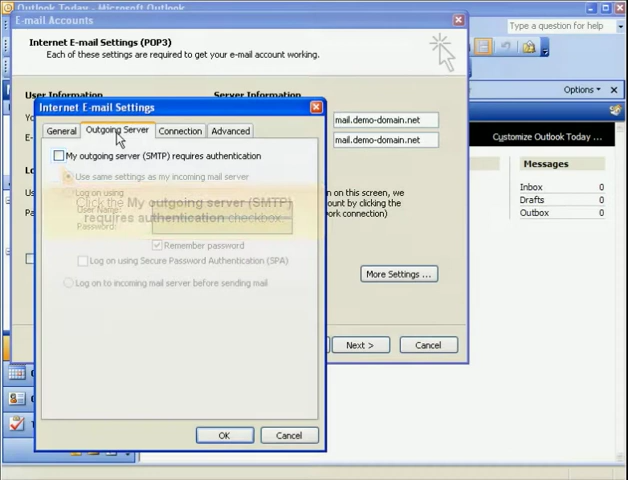 Outlook Today - Microsoft Outlook
E-mail Accounts
Type a question for help
Internet E-mail Settings (POP3)
Each of these settings are required to get your e-mail account working.
Options
User Information
Server Information
Internet E-mail Settings
mail.demo-domain.net
General
Outgoing Server
Connection
Advanced
Customize Outlook Today ...
mail.demo-domain.net
My outgoing server (SMTP) requires authentication
Messages
Use same settings as my incoming mail server
Inbox 0
Log on using
on on this screen, we
Drafts 0
Click the My outgoing server (SMTP)
requires authentication checkbox.
User Name:
ount by clicking the
Outbox 0
Password:
work connection)
Remember password
Log on using Secure Password Authentication (SPA)
More Settings ...
Log on to incoming mail server before sending mail
Next >
Cancel
OK
Cancel